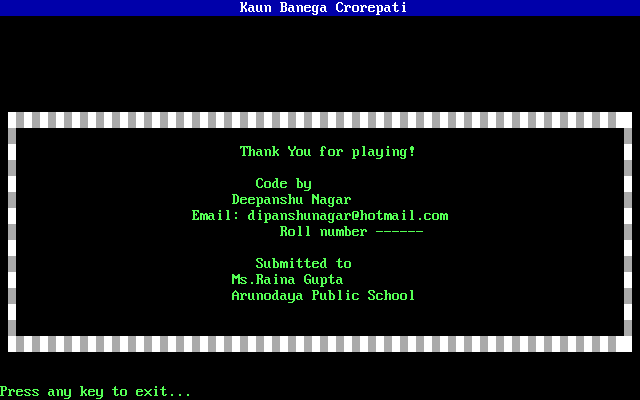 Kaun Banega Crorepati
Thank You for playing!
Code by
Deepanshu Nagar
Email: dipanshunagar@hotmail.com
Roll number ------
Submitted to
Ms.Raina Gupta
Arunodaya Public School
Press any key to exit...